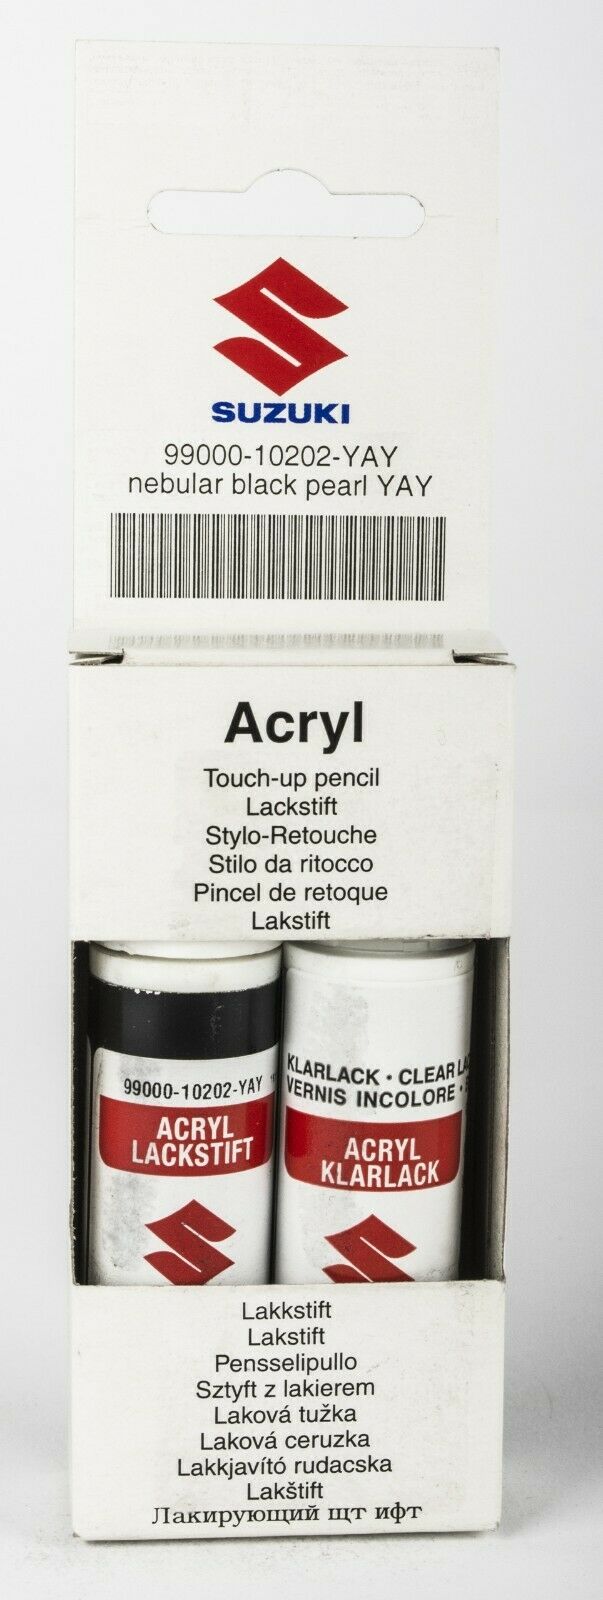 SUZUKI
99000-10202-YAY
nebular black pearl YAY
Acryl
Touch-up pencil
Lackstift
Stylo-Retouche
Stilo da ritocco
Pincel de retoque
Lakstift
99000-10202-YAY
ACRYL
LACKSTIFT
KLARLACK · CLEAR
VERNIS INCOLORE ·
ACRYL
KLARLACK
Lakkstift
Lakstift
Pensselipullo
Sztyft z lakierem
Laková tužka
Laková ceruzka
Lakkjavító rudacska
Lakštift
Лакирующий щт ифт